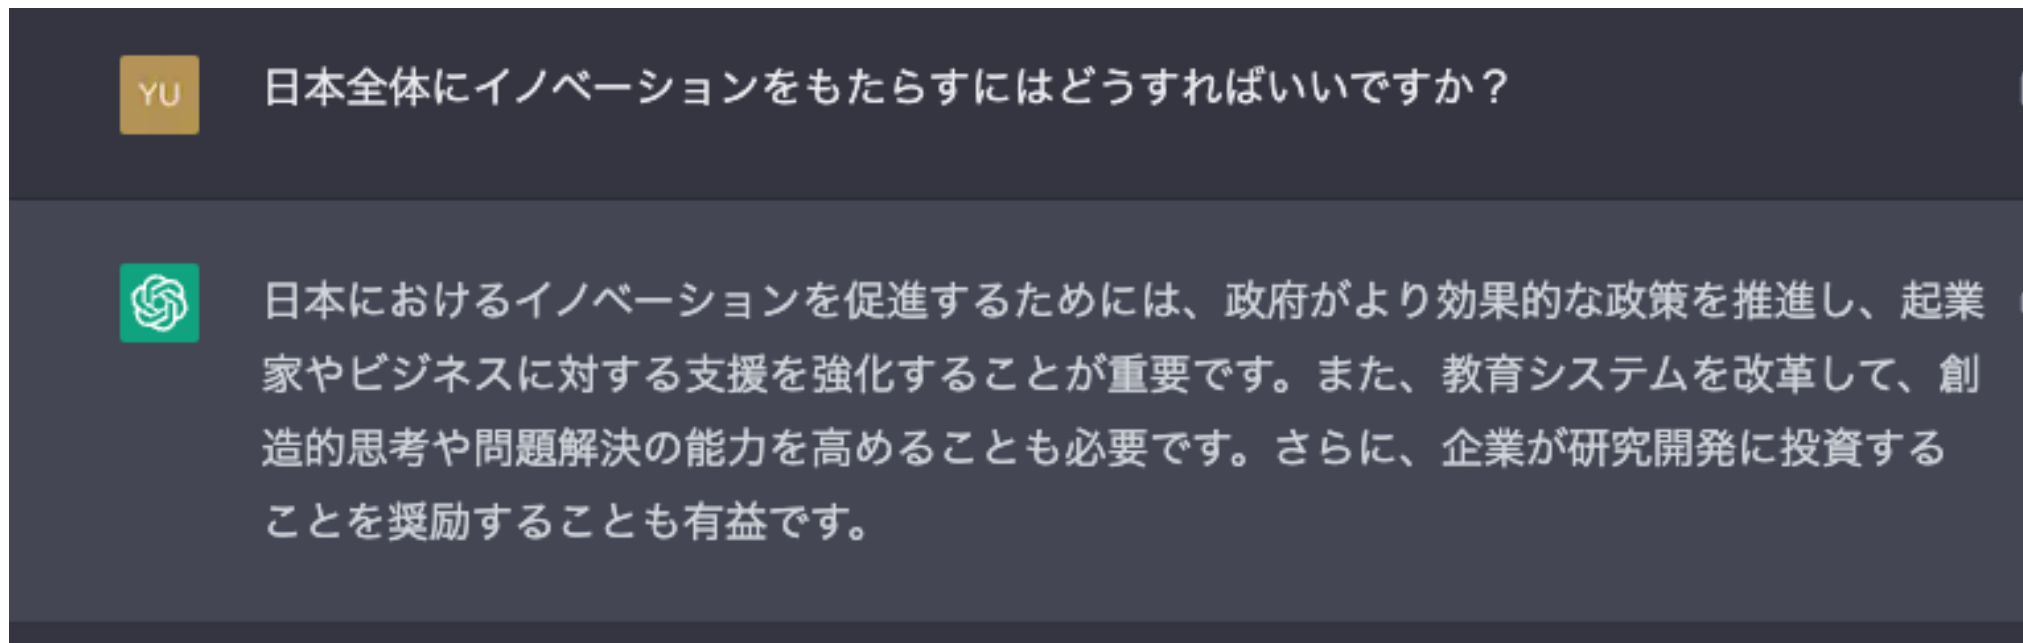 YU
日本全体にイノベーションをもたらすにはどうすればいいですか？
日本におけるイノベーションを促進するためには、政府がより効果的な政策を推進し、起業
家やビジネスに対する支援を強化することが重要です。また、教育システムを改革して、創
造的思考や問題解決の能力を高めることも必要です。さらに、企業が研究開発に投資する
ことを奨励することも有益です。